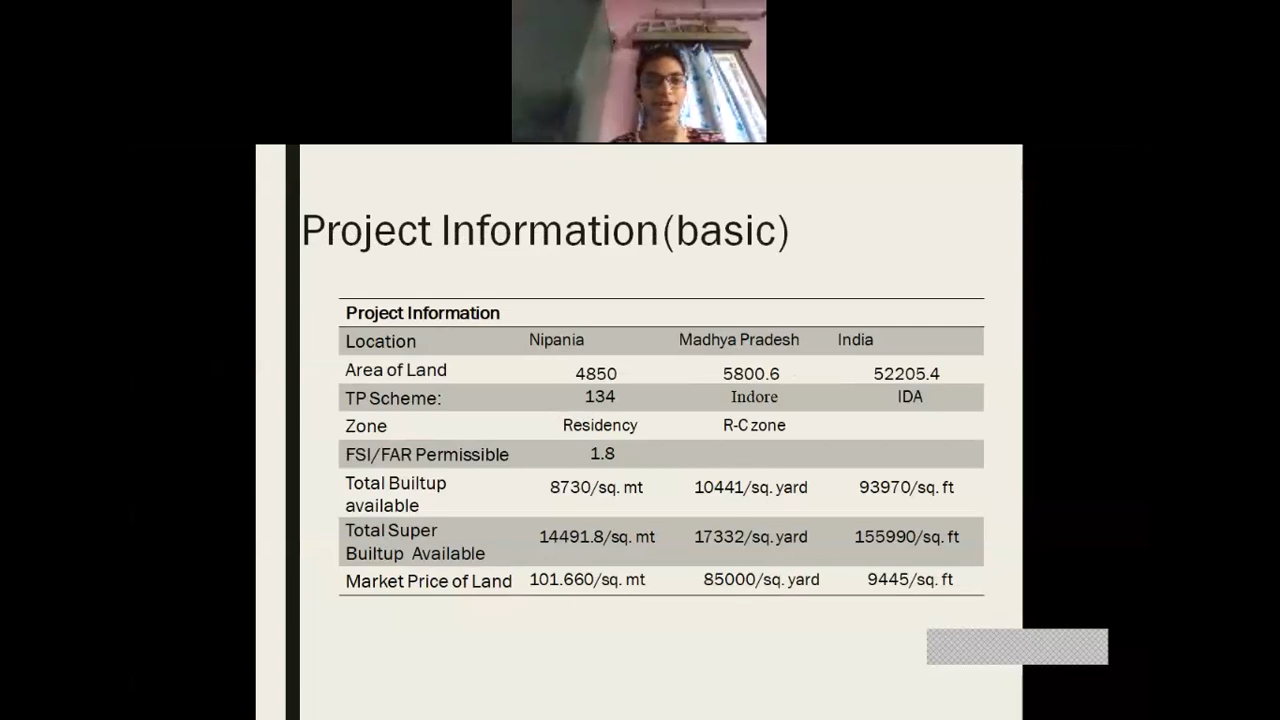 Project Information(basic)
Project Information
Location Nipania Madhya Pradesh India
Area of Land 4850 5800.6 52205.4
TP Scheme: 134 Indore IDA
Zone Residency R-C zone
FSI/FAR Permissible 1.8
Total Builtup
available 8730/sq. mt 10441/sq. yard 93970/sq. ft
Total Super
Builtup Available 14491.8/sq. mt 17332/sq. yard 155990/sq. ft
Market Price of Land 101.660/sq. mt 85000/sq. yard 9445/sq. ft